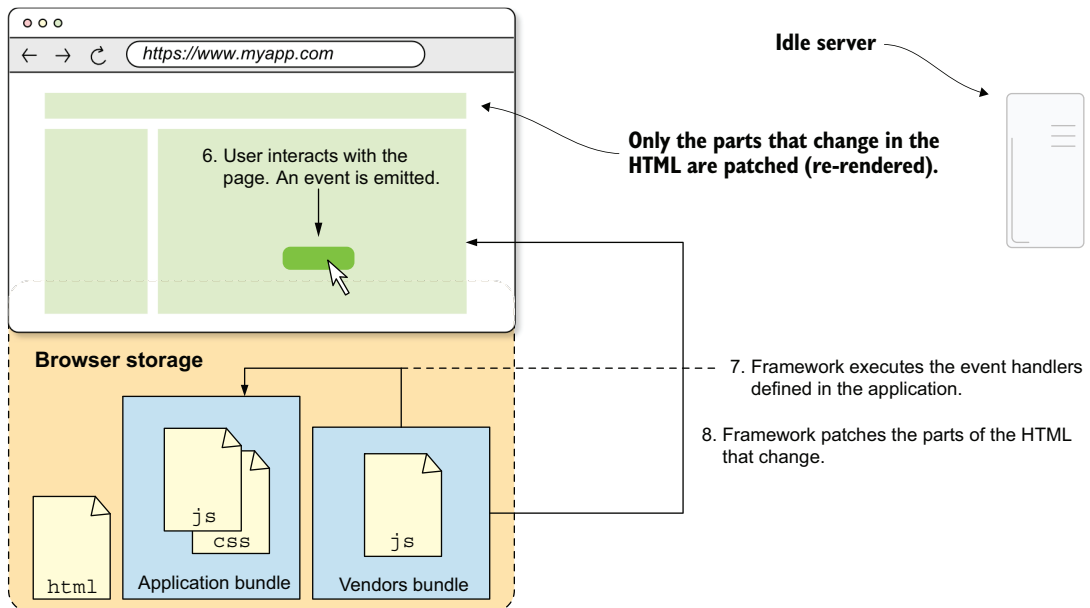 https://www.myapp.com
Idle server
Only the parts that change in the
HTML are patched (re-rendered).
6. User interacts with the
page. An event is emitted.
Browser storage
7. Framework executes the event handlers
defined in the application.
8. Framework patches the parts of the HTML
that change.
html
js
css
Application bundle
js
Vendors bundle